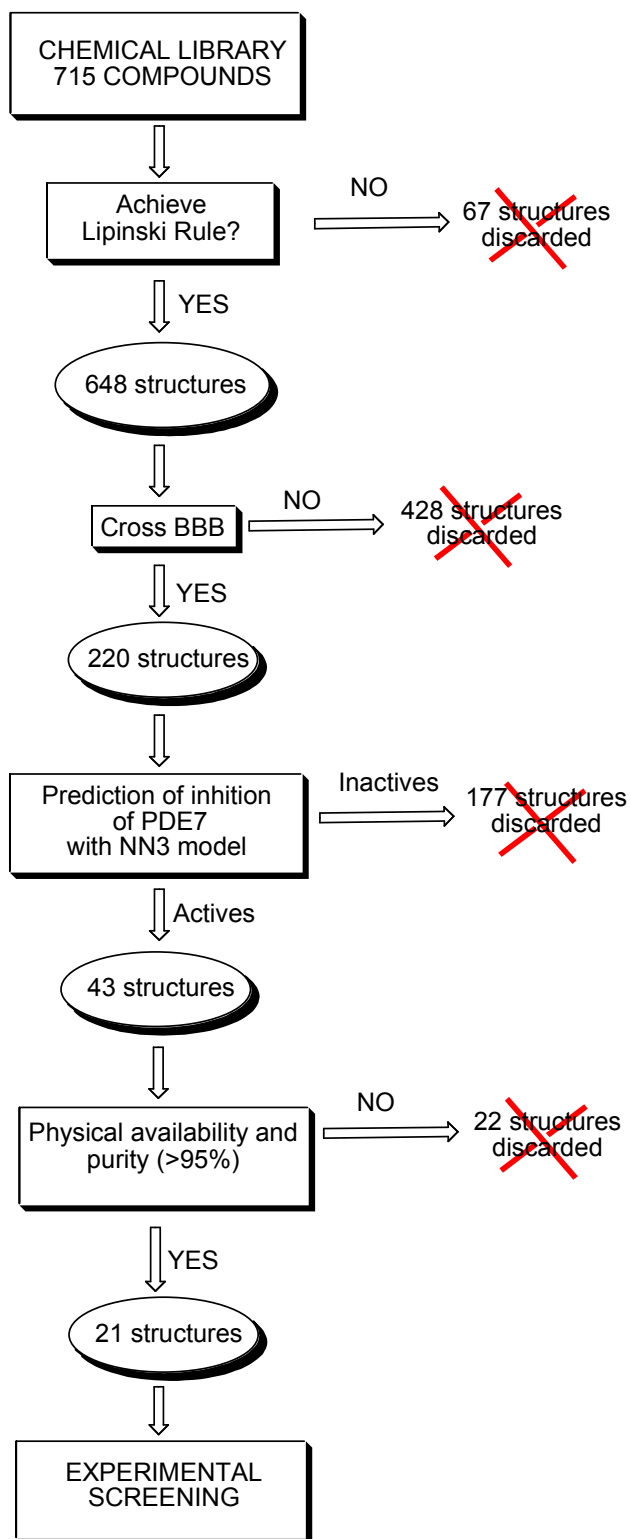 CHEMICAL LIBRARY
715 COMPOUNDS
Achieve
Lipinski Rule?
NO
67 structures
discarded
YES
648 structures
Cross BBB
NO
428 structures
discarded
YES
220 structures
Prediction of inhition
of PDE7
with NN3 model
Inactives
177 structures
discarded
Actives
43 structures
Physical availability and
purity (>95%)
NO
22 structures
discarded
YES
21 structures
EXPERIMENTAL
SCREENING